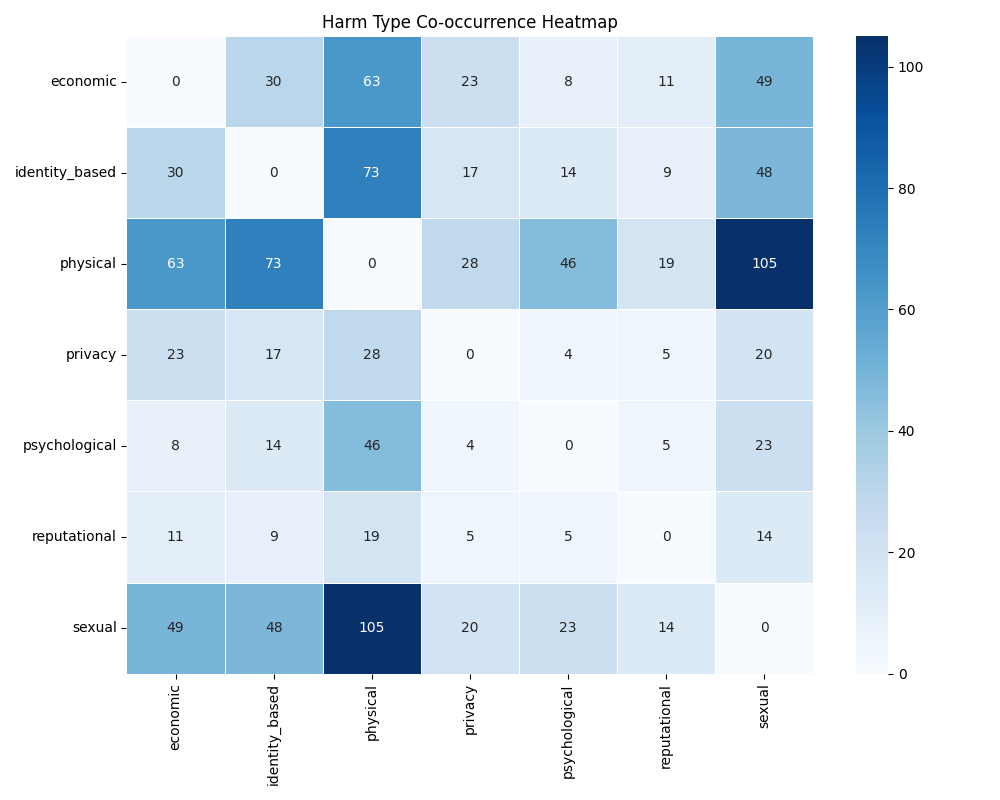 Harm Type Co-occurrence Heatmap
economic 0 30 63 23 8 11 49
identity_based 30 0 73 17 14 9 48
physical 63 73 0 28 46 19 105
privacy 23 17 28 0 4 5 20
psychological 8 14 46 4 0 5 23
reputational 11 9 19 5 5 0 14
sexual 49 48 105 20 23 14 0
economic identity_based physical privacy psychological reputational sexual
100
80
60
40
20
0